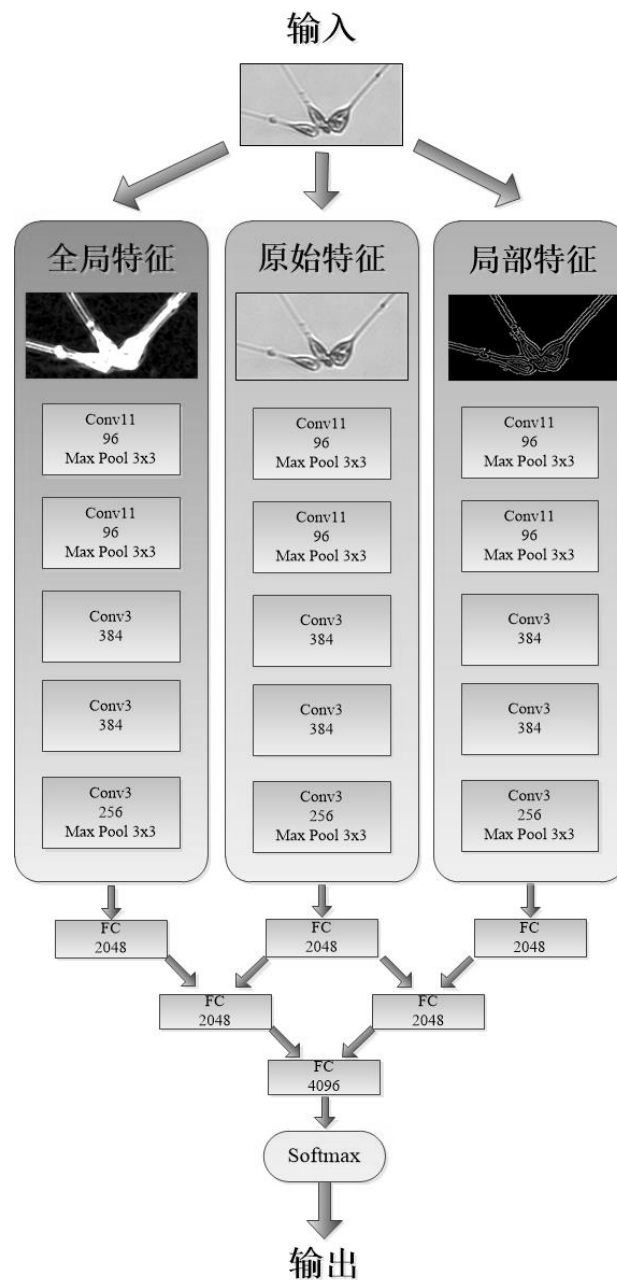 输入
全局特征
Conv11
96
Max Pool 3x3
Conv11
96
Max Pool 3x3
Conv3
384
Conv3
384
Conv3
256
Max Pool 3x3
原始特征
Conv11
96
Max Pool 3x3
Conv11
96
Max Pool 3x3
Conv3
384
Conv3
384
Conv3
256
Max Pool 3x3
局部特征
Conv11
96
Max Pool 3x3
Conv11
96
Max Pool 3x3
Conv3
384
Conv3
384
Conv3
256
Max Pool 3x3
FC
2048
FC
2048
FC
2048
FC
2048
FC
2048
FC
4096
Softmax
输出